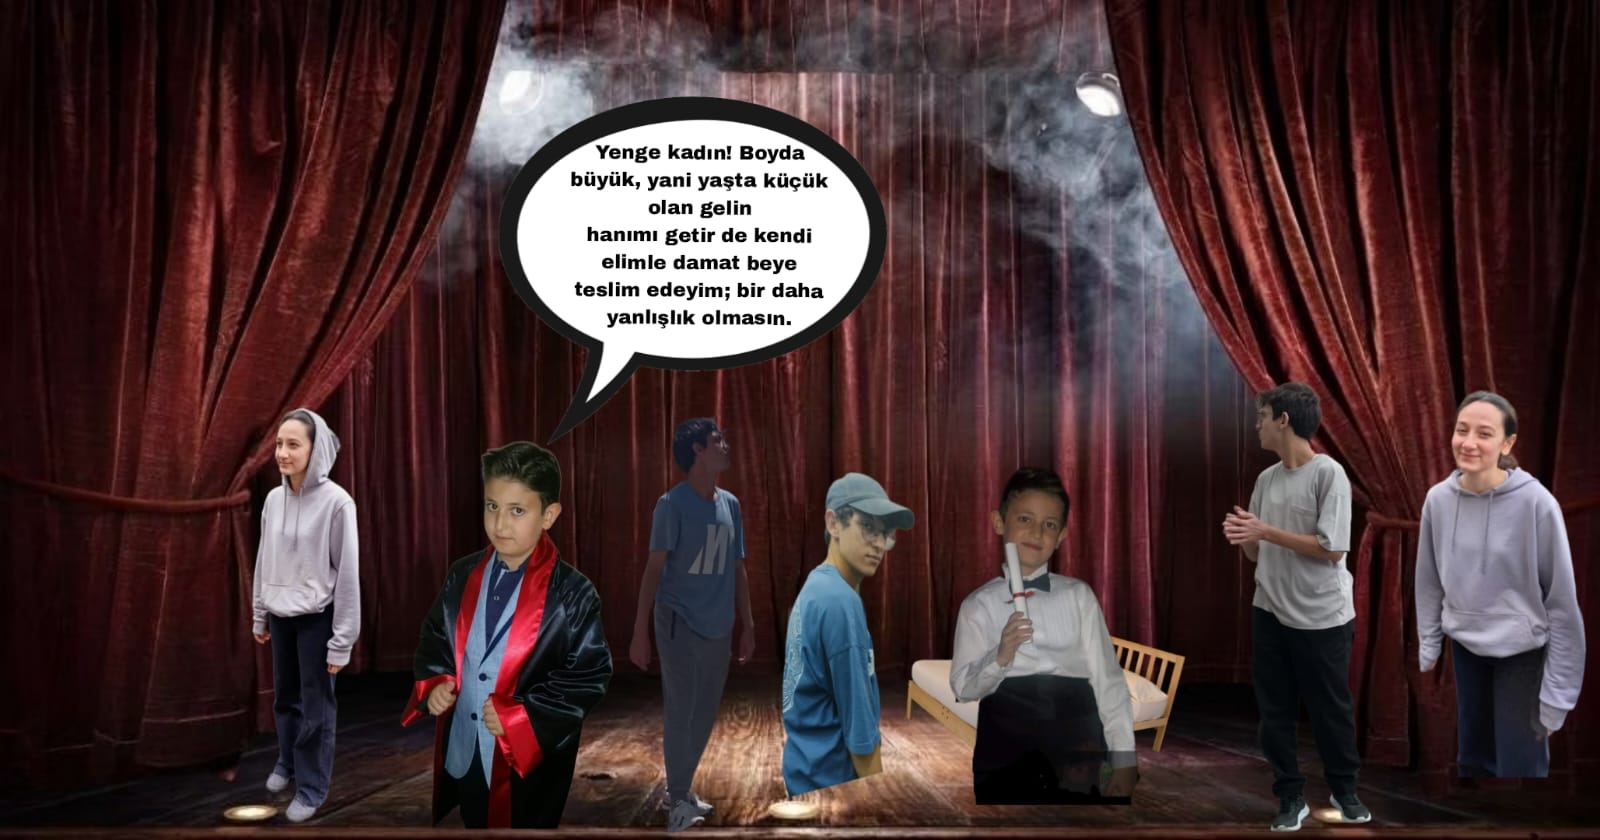 Yenge kadın! Boyda
büyük, yani yaşta küçük
olan gelin
hanımı getir de kendi
elimle damat beye
teslim edeyim; bir daha
yanlışlık olmasın.